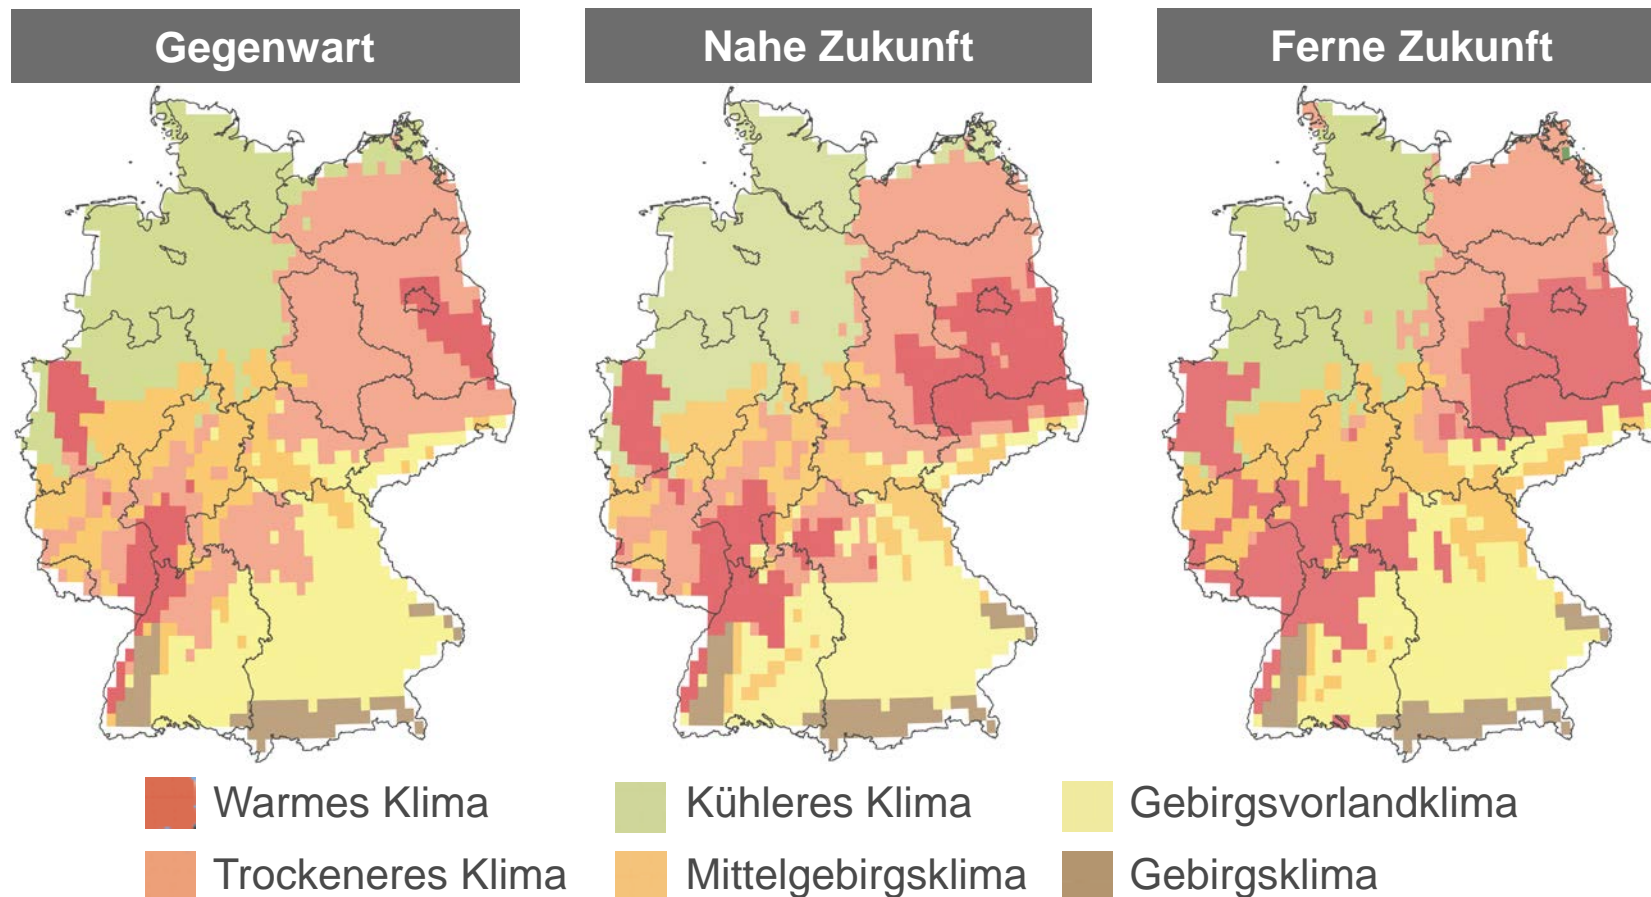 Gegenwart
Nahe Zukunft
Ferne Zukunft
Warmes Klima
Kühleres Klima
Gebirgsvorlandklima
Trockeneres Klima
Mittelgebirgsklima
Gebirgsklima